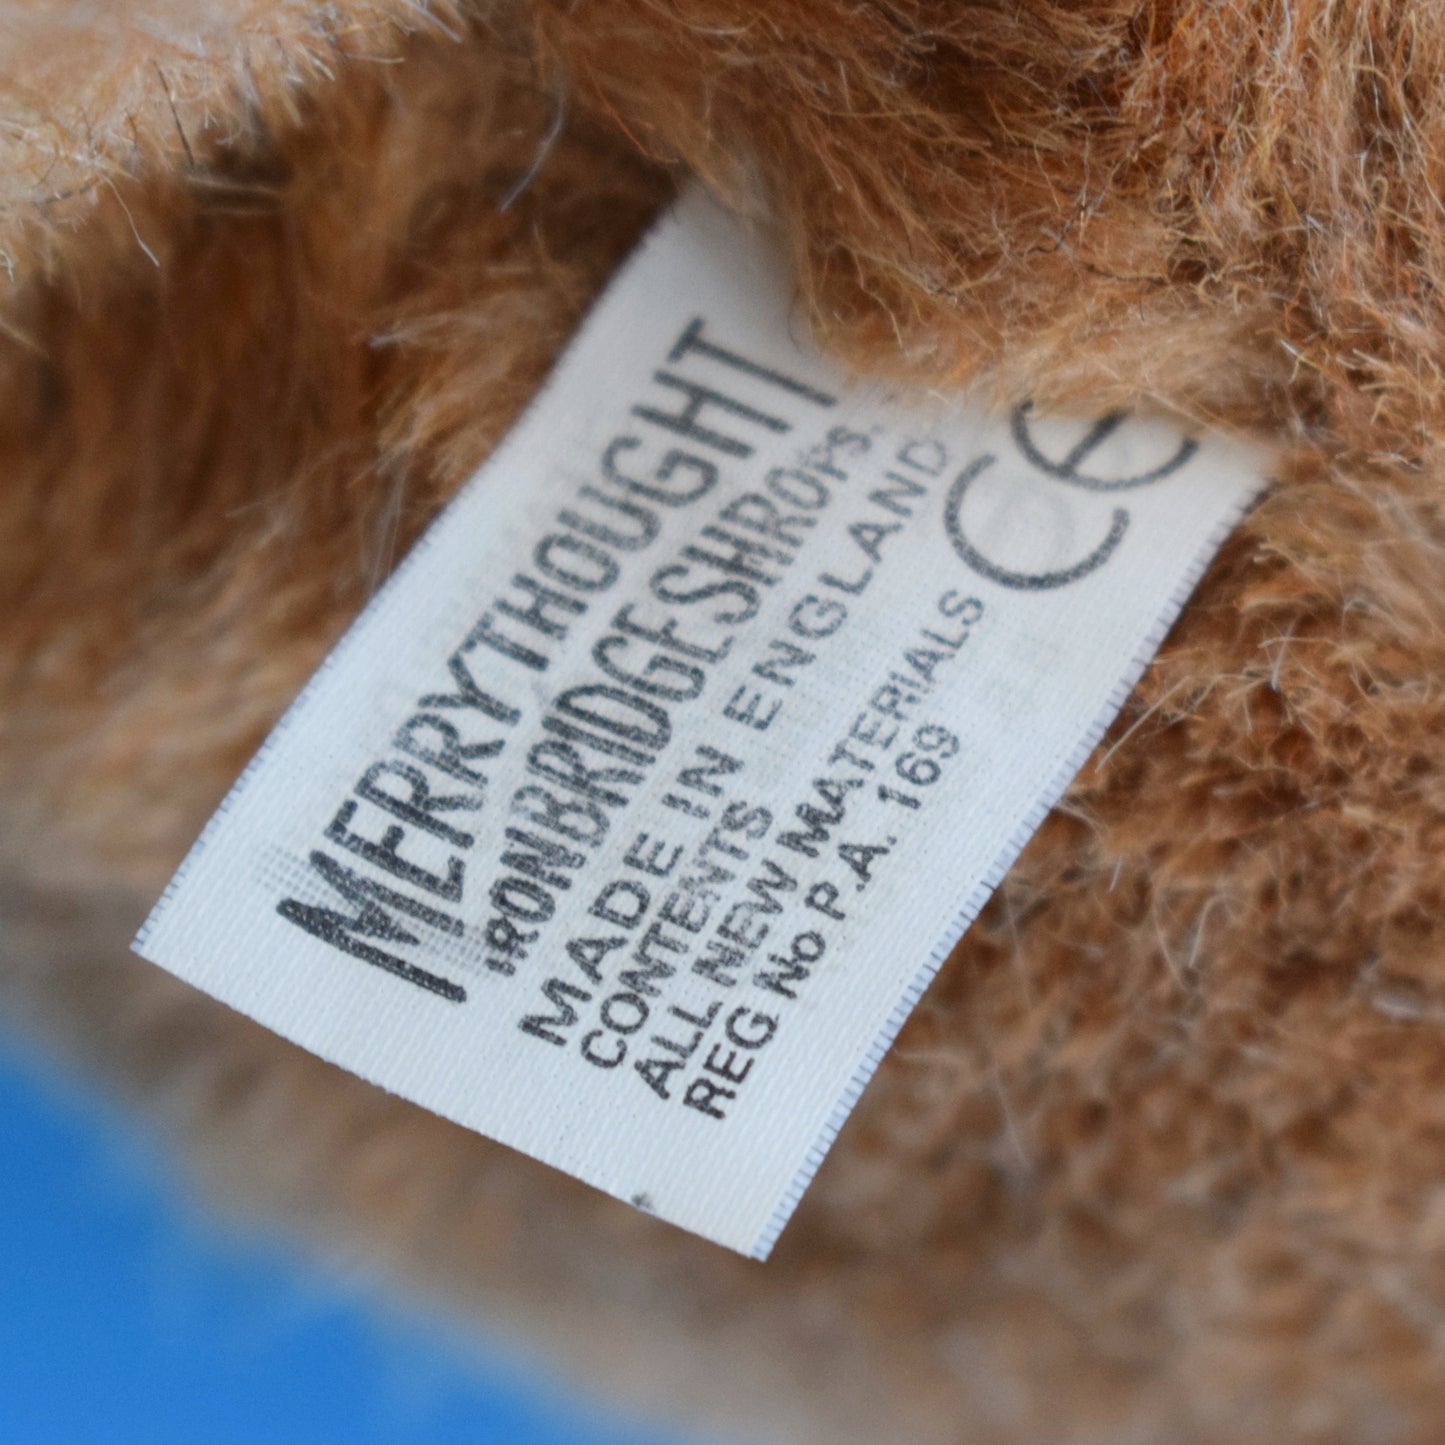 MERRYTHOUGHT
IRONBRIDGE SHROPS.
MADE IN ENGLAND
CONTENTS
ALL NEW MATERIALS
REG No P.A. 169
CE